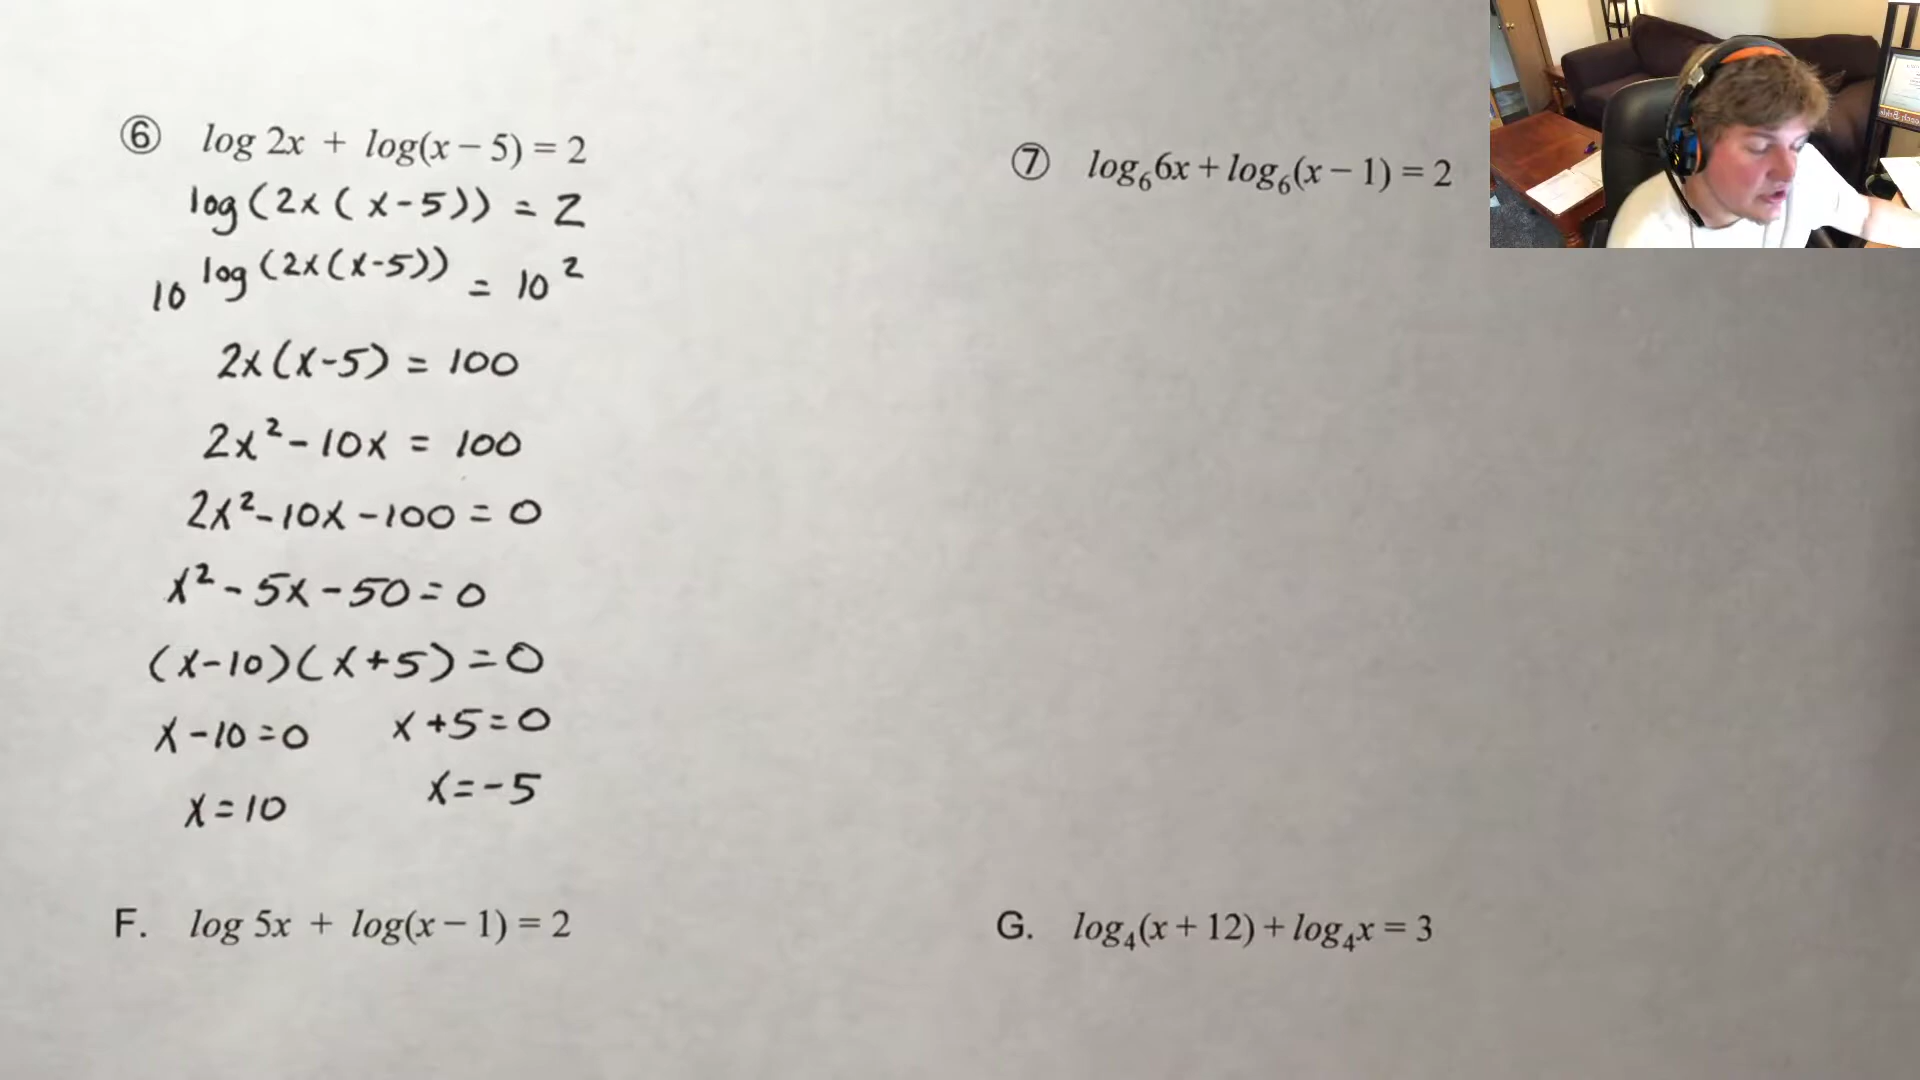 ⑥ log 2x + log(x − 5) = 2
log(2x(x-5)) = 2
10^log(2x(x-5)) = 10^2
2x(x-5) = 100
2x² - 10x = 100
2x² - 10x - 100 = 0
x² - 5x - 50 = 0
(x-10)(x+5) = 0
x - 10 = 0 x + 5 = 0
x = 10 x = -5
⑦ log₆6x + log₆(x − 1) = 2
F. log 5x + log(x − 1) = 2
G. log₄(x + 12) + log₄x = 3